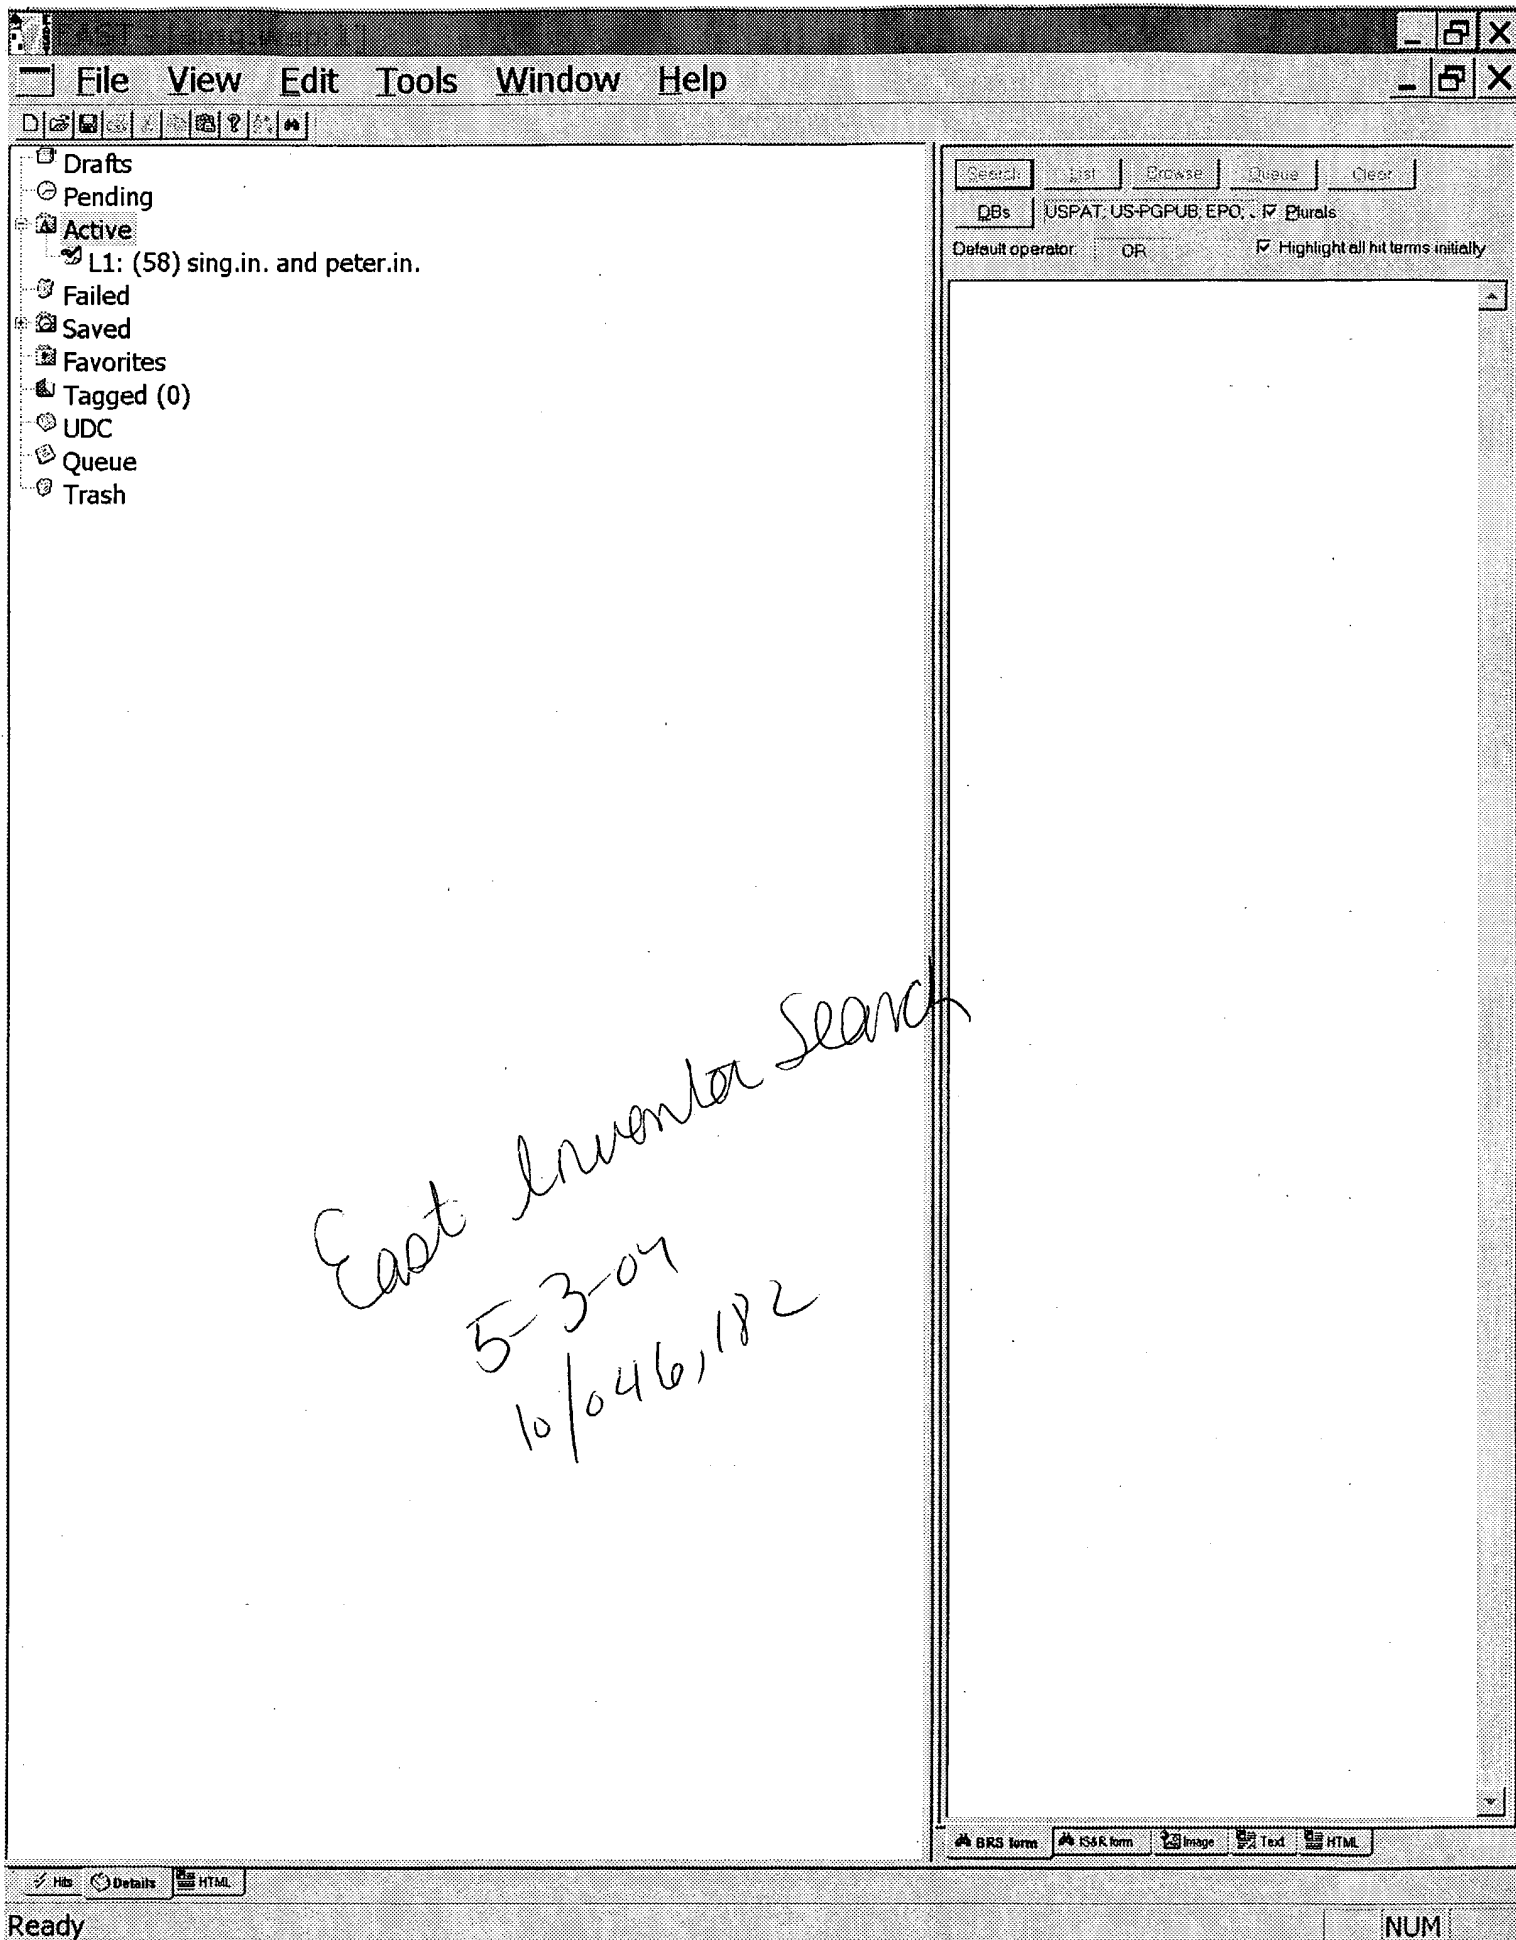 File View Edit Tools Window Help
Drafts
Pending
Active
L1: (58) sing.in. and peter.in.
Failed
Saved
Favorites
Tagged (0)
UDC
Queue
Trash
Search List Browse Queue Clear
DBs USPAT; US-PGPUB; EPO; Plurals
Default operator: OR Highlight all hit terms initially
East Inventor Search
5-3-04
10/046,182
BRS form IS&R form Image Text HTML
Hits Details HTML
Ready NUM